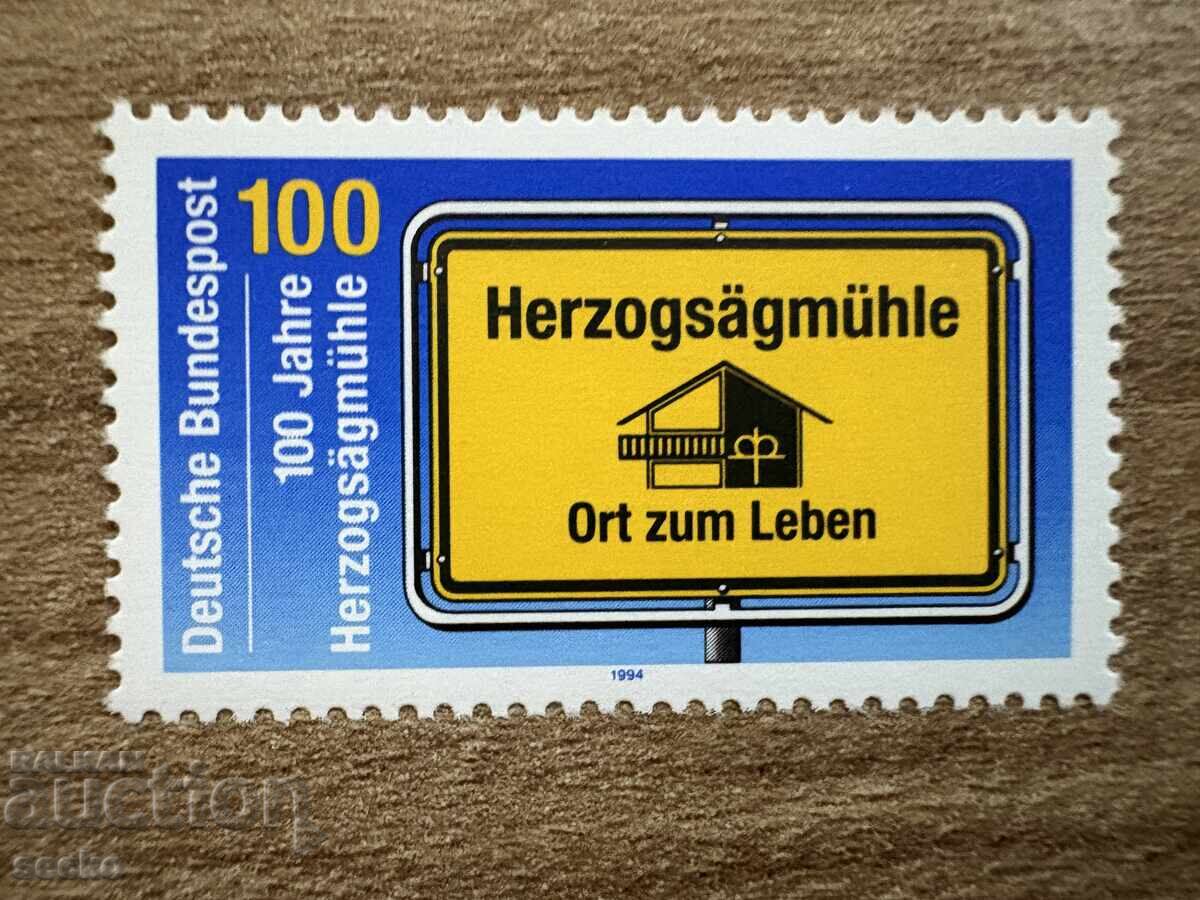 Deutsche Bundespost
100
100 Jahre
Herzogsägmühle
Herzogsägmühle
Ort zum Leben
1994
BALKAN
auction
secko